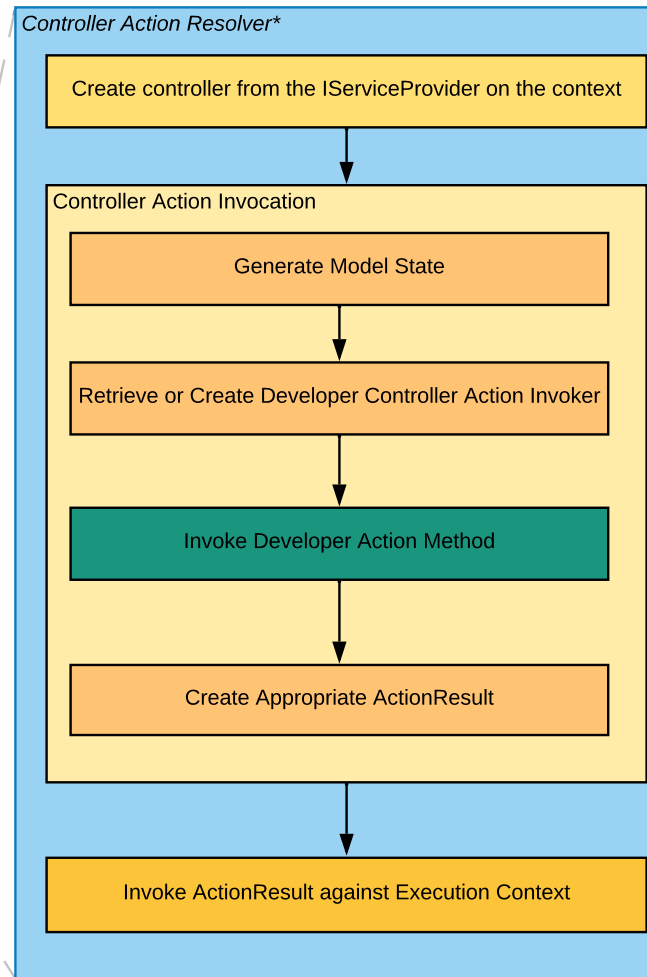 Controller Action Resolver*
Create controller from the IServiceProvider on the context
Controller Action Invocation
Generate Model State
Retrieve or Create Developer Controller Action Invoker
Invoke Developer Action Method
Create Appropriate ActionResult
Invoke ActionResult against Execution Context